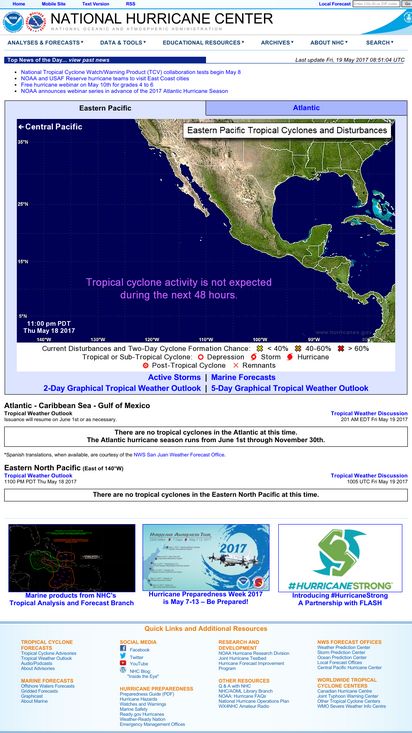 Home Mobile Site Text Version RSS Local Forecast Go
NATIONAL HURRICANE CENTER
NATIONAL OCEANIC AND ATMOSPHERIC ADMINISTRATION
ANALYSES & FORECASTS▼ DATA & TOOLS▼ EDUCATIONAL RESOURCES▼ ARCHIVES▼ ABOUT NHC▼ SEARCH▼
Top News of the Day... view past news Last update Fri, 19 May 2017 08:51:04 UTC
• National Tropical Cyclone Watch/Warning Product (TCV) collaboration tests begin May 8
• NOAA and USAF Reserve hurricane teams to visit East Coast cities
• Free hurricane webinar on May 10th for grades 4 to 6
• NOAA announces webinar series in advance of the 2017 Atlantic Hurricane Season
Eastern Pacific Atlantic
←Central Pacific
Eastern Pacific Tropical Cyclones and Disturbances
35°N
25°N
15°N
Tropical cyclone activity is not expected
during the next 48 hours.
5°N
11:00 pm PDT
Thu May 18 2017
www.hurricanes.gov
140°W 130°W 120°W 110°W 100°W 90°W 80°W
Current Disturbances and Two-Day Cyclone Formation Chance: < 40% 40-60% > 60%
Tropical or Sub-Tropical Cyclone: Depression Storm Hurricane
Post-Tropical Cyclone Remnants
Active Storms | Marine Forecasts
2-Day Graphical Tropical Weather Outlook | 5-Day Graphical Tropical Weather Outlook
Atlantic - Caribbean Sea - Gulf of Mexico
Tropical Weather Outlook Tropical Weather Discussion
Issuance will resume on June 1st or as necessary. 201 AM EDT Fri May 19 2017
There are no tropical cyclones in the Atlantic at this time.
The Atlantic hurricane season runs from June 1st through November 30th.
*Spanish translations, when available, are courtesy of the NWS San Juan Weather Forecast Office.
Eastern North Pacific (East of 140°W)
Tropical Weather Outlook Tropical Weather Discussion
1100 PM PDT Thu May 18 2017 1005 UTC Fri May 19 2017
There are no tropical cyclones in the Eastern North Pacific at this time.
2017
#HURRICANESTRONG
Marine products from NHC's
Tropical Analysis and Forecast Branch
Hurricane Preparedness Week 2017
is May 7-13 – Be Prepared!
Introducing #HurricaneStrong
A Partnership with FLASH
Quick Links and Additional Resources
TROPICAL CYCLONE
FORECASTS
Tropical Cyclone Advisories
Tropical Weather Outlook
Audio/Podcasts
About Advisories
MARINE FORECASTS
Offshore Waters Forecasts
Gridded Forecasts
Graphicast
About Marine
SOCIAL MEDIA
Facebook
Twitter
YouTube
NHC Blog:
"Inside the Eye"
HURRICANE PREPAREDNESS
Preparedness Guide (PDF)
Hurricane Hazards
Watches and Warnings
Marine Safety
Ready.gov Hurricanes
Weather-Ready Nation
Emergency Management Offices
RESEARCH AND
DEVELOPMENT
NOAA Hurricane Research Division
Joint Hurricane Testbed
Hurricane Forecast Improvement
Program
OTHER RESOURCES
Q & A with NHC
NHC/AOML Library Branch
NOAA: Hurricane FAQs
National Hurricane Operations Plan
WX4NHC Amateur Radio
NWS FORECAST OFFICES
Weather Prediction Center
Storm Prediction Center
Ocean Prediction Center
Local Forecast Offices
Central Pacific Hurricane Center
WORLDWIDE TROPICAL
CYCLONE CENTERS
Canadian Hurricane Centre
Joint Typhoon Warning Center
Other Tropical Cyclone Centers
WMO Severe Weather Info Centre